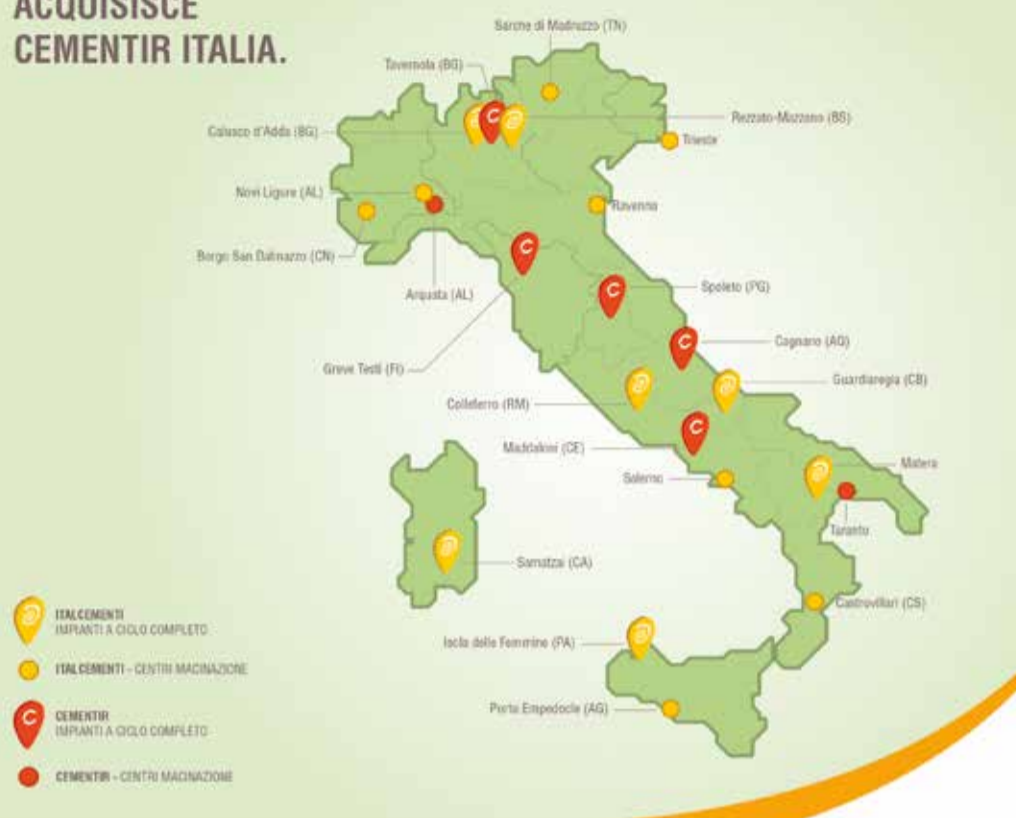 ACQUISISCE
CEMENTIR ITALIA.
Sarche di Madruzzo (TN)
Tavernola (BG)
Calusco d'Adda (BG)
Rezzato-Mazzano (BS)
Trieste
Novi Ligure (AL)
Ravenna
Borgo San Dalmazzo (CN)
Arquata (AL)
Spoleto (PG)
Cagnano (AQ)
Greve Testi (FI)
Guardiaregia (CB)
Colleferro (RM)
Maddaloni (CE)
Matera
Salerno
Taranto
Samatzai (CA)
Castrovillari (CS)
Isola delle Femmine (PA)
Porto Empedocle (AG)
ITALCEMENTI
IMPIANTI A CICLO COMPLETO
ITALCEMENTI - CENTRI MACINAZIONE
C CEMENTIR
IMPIANTI A CICLO COMPLETO
CEMENTIR - CENTRI MACINAZIONE